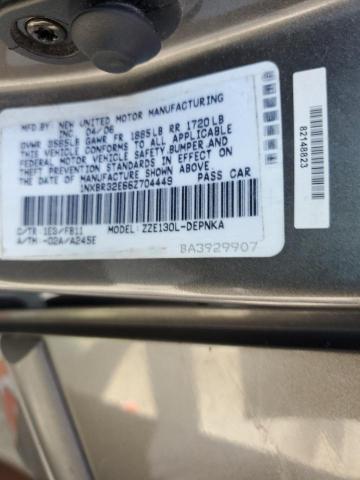 MFD. BY: NEW UNITED MOTOR MANUFACTURING
INC. 04/06
GVWR 3585LB GAWR FR 1885LB RR 1720LB
THIS VEHICLE CONFORMS TO ALL APPLICABLE
FEDERAL MOTOR VEHICLE SAFETY, BUMPER, AND
THEFT PREVENTION STANDARDS IN EFFECT ON
THE DATE OF MANUFACTURE SHOWN ABOVE.
1NXBR32E66Z704449 PASS CAR
C/TR 1E3/FB11 MODEL: ZZE130L-DEPNKA
A/TM -02A/A245E
BA3929907
82148823